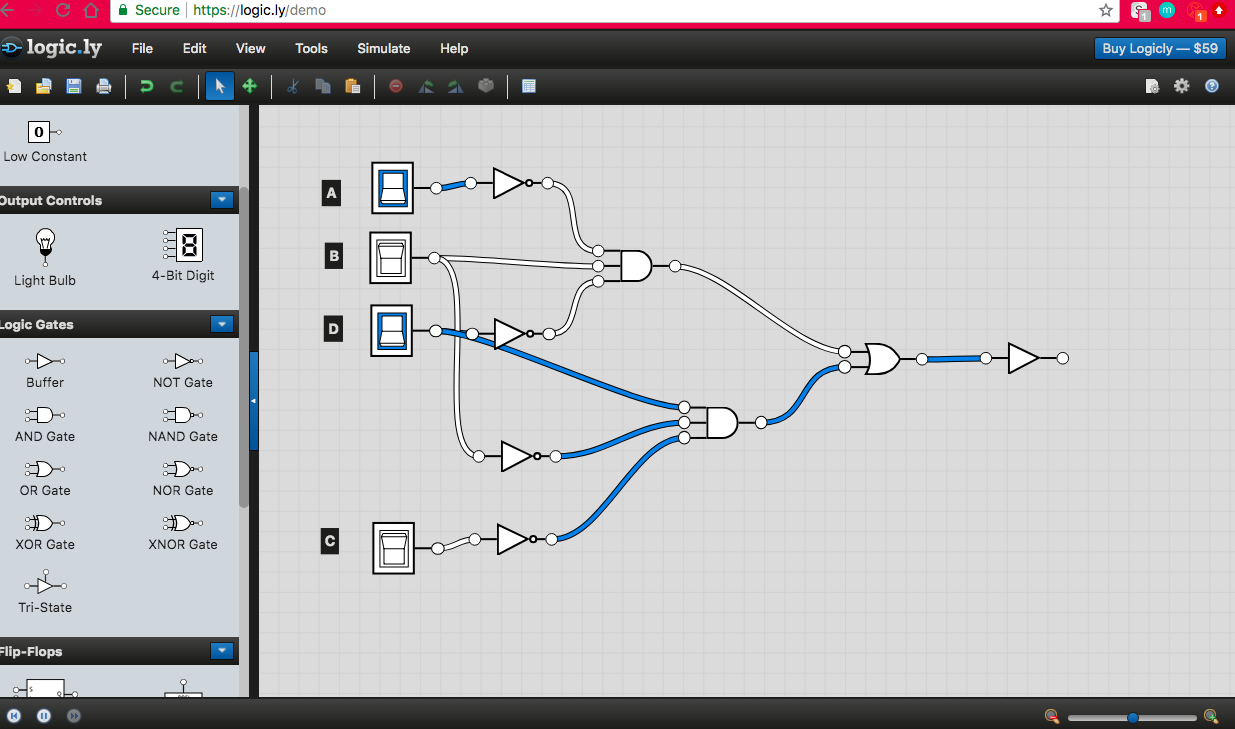 Secure https://logic.ly/demo
1 m 1
logic.ly File Edit View Tools Simulate Help Buy Logicly — $59
0
Low Constant
Output Controls
Light Bulb 4-Bit Digit
Logic Gates
Buffer NOT Gate
AND Gate NAND Gate
OR Gate NOR Gate
XOR Gate XNOR Gate
Tri-State
Flip-Flops
S
A
B
D
C